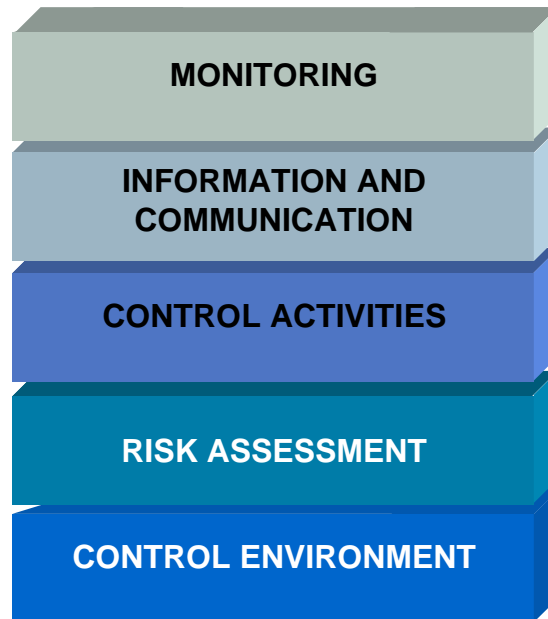 MONITORING
INFORMATION AND
COMMUNICATION
CONTROL ACTIVITIES
RISK ASSESSMENT
CONTROL ENVIRONMENT